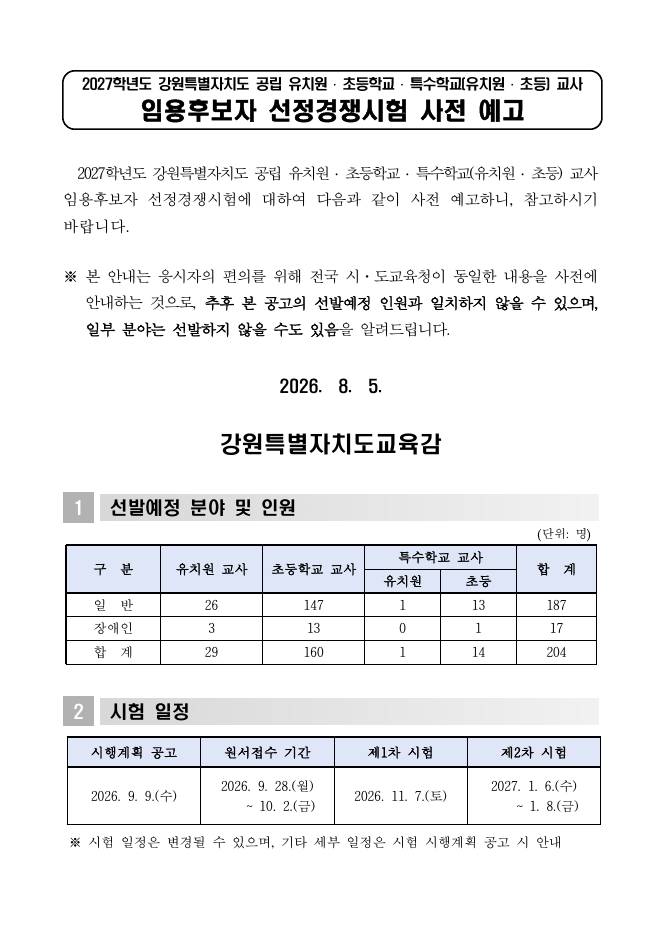 2027학년도 강원특별자치도 공립 유치원 · 초등학교 · 특수학교(유치원 · 초등) 교사
임용후보자 선정경쟁시험 사전 예고
2027학년도 강원특별자치도 공립 유치원 · 초등학교 · 특수학교(유치원 · 초등) 교사
임용후보자 선정경쟁시험에 대하여 다음과 같이 사전 예고하니, 참고하시기
바랍니다.
※ 본 안내는 응시자의 편의를 위해 전국 시·도교육청이 동일한 내용을 사전에
안내하는 것으로, 추후 본 공고의 선발예정 인원과 일치하지 않을 수 있으며,
일부 분야는 선발하지 않을 수도 있음을 알려드립니다.
2026. 8. 5.
강원특별자치도교육감
1 선발예정 분야 및 인원
(단위: 명)
구 분 유치원 교사 초등학교 교사 특수학교 교사 합 계
유치원 초등
일 반 26 147 1 13 187
장애인 3 13 0 1 17
합 계 29 160 1 14 204
2 시험 일정
시행계획 공고 원서접수 기간 제1차 시험 제2차 시험
2026. 9. 9.(수) 2026. 9. 28.(월) 2026. 11. 7.(토) 2027. 1. 6.(수)
~ 10. 2.(금) ~ 1. 8.(금)
※ 시험 일정은 변경될 수 있으며, 기타 세부 일정은 시험 시행계획 공고 시 안내